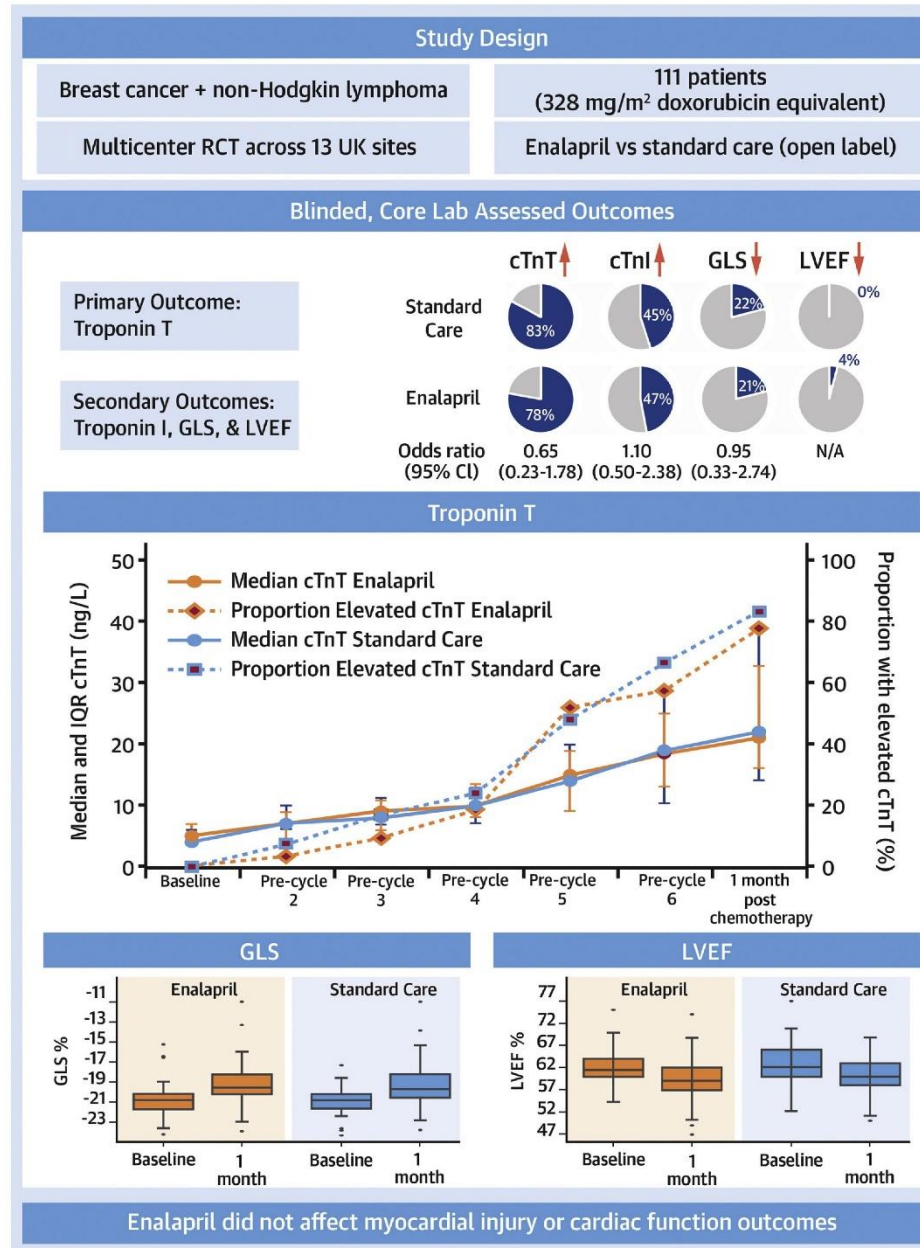 Study Design
Breast cancer + non-Hodgkin lymphoma
111 patients
(328 mg/m² doxorubicin equivalent)
Multicenter RCT across 13 UK sites
Enalapril vs standard care (open label)
Blinded, Core Lab Assessed Outcomes
Primary Outcome:
Troponin T
Secondary Outcomes:
Troponin I, GLS, & LVEF
cTnT cTnI GLS LVEF
Standard
Care
83% 45% 22% 0%
Enalapril
78% 47% 21% 4%
Odds ratio
(95% CI)
0.65 1.10 0.95 N/A
(0.23-1.78) (0.50-2.38) (0.33-2.74)
Troponin T
Median and IQR cTnT (ng/L)
50
40
30
20
10
0
Median cTnT Enalapril
Proportion Elevated cTnT Enalapril
Median cTnT Standard Care
Proportion Elevated cTnT Standard Care
100
80
60
40
20
0
Proportion with elevated cTnT (%)
Baseline
Pre-cycle
2
Pre-cycle
3
Pre-cycle
4
Pre-cycle
5
Pre-cycle
6
1 month
post
chemotherapy
GLS
GLS %
-11
-13
-15
-17
-19
-21
-23
Enalapril
Standard Care
Baseline
1
month
Baseline
1
month
LVEF
LVEF %
77
72
67
62
57
52
47
Enalapril
Standard Care
Baseline
1
month
Baseline
1
month
Enalapril did not affect myocardial injury or cardiac function outcomes